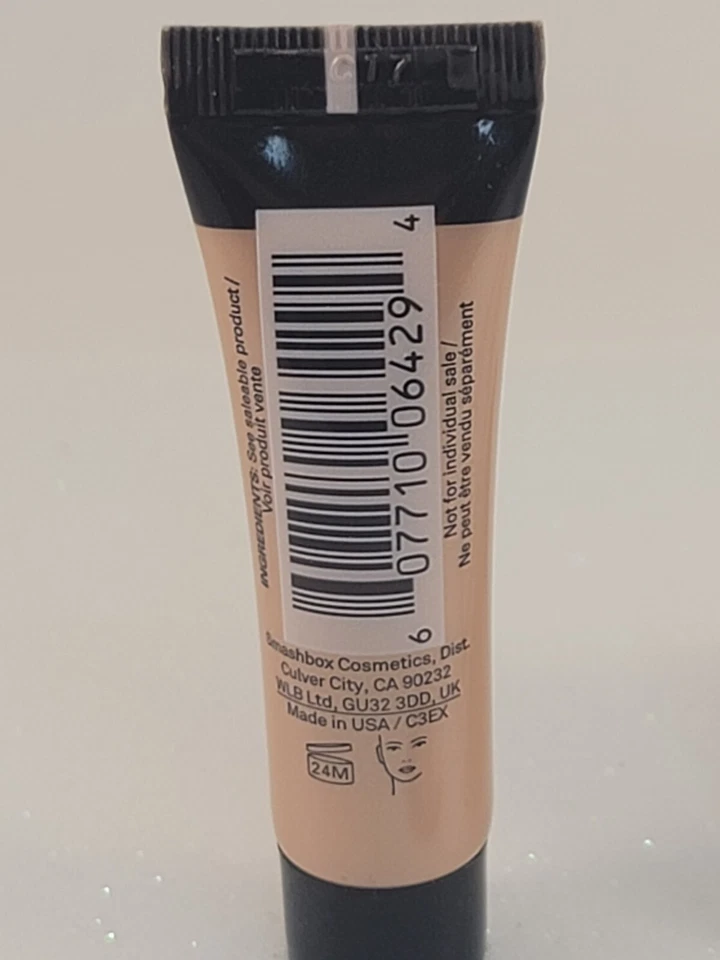 C17
INGREDIENTS: See saleable product /
Voir produit vente
6 07710 06429 4
Not for individual sale /
Ne peut être vendu séparément
Smashbox Cosmetics, Dist.
Culver City, CA 90232
WLB Ltd, GU32 3DD, UK
Made in USA / C3EX
24M